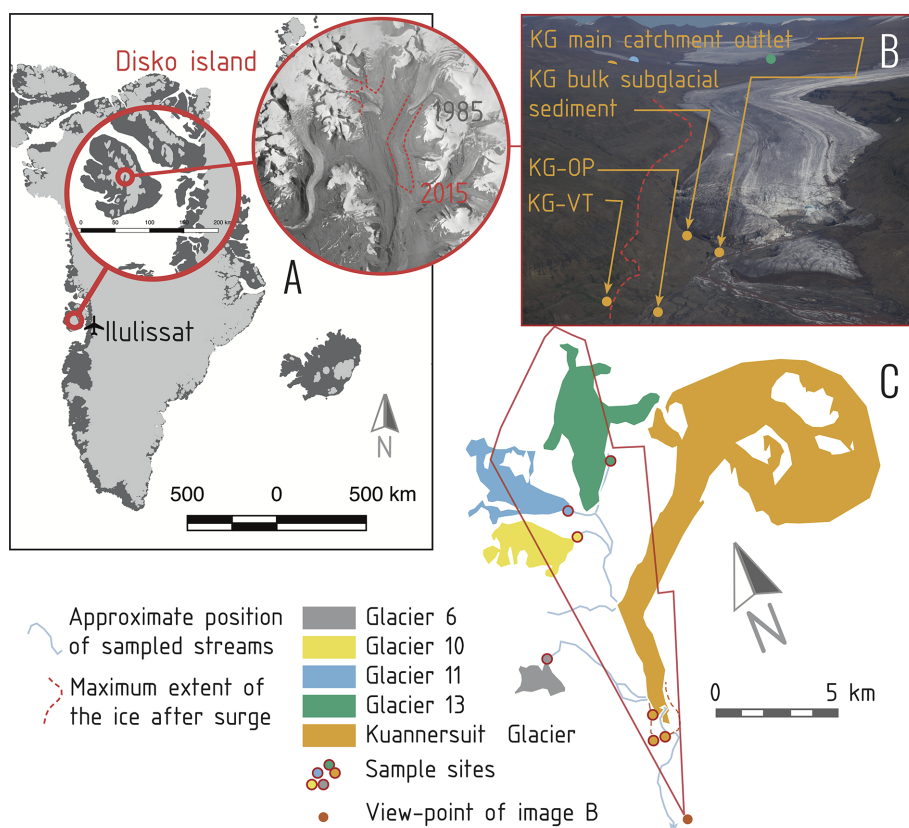 Disko island
0 50 100 150 200 km
1985
2015
A
Ilulissat
N
500 0 500 km
KG main catchment outlet
B
KG bulk subglacial
sediment
KG-OP
KG-VT
C
N
0 5 km
Approximate position
of sampled streams
Maximum extent of
the ice after surge
Glacier 6
Glacier 10
Glacier 11
Glacier 13
Kuannersuit Glacier
Sample sites
View-point of image B